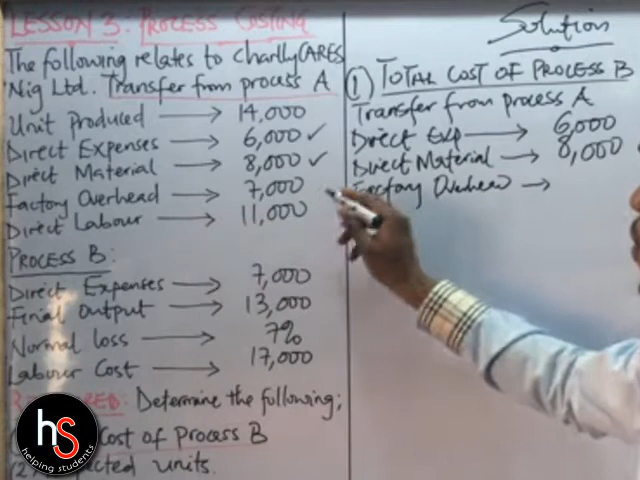 LESSON 3: PROCESS COSTING
The following relates to charlly CARES
Nig Ltd. Transfer from process A
Unit Produced → 14,000
Direct Expenses → 6,000 ✓
Direct Material → 8,000 ✓
Factory Overhead → 7,000
Direct Labour → 11,000
PROCESS B:
Direct Expenses → 7,000
Final Output → 13,000
Normal loss → 7%
Labour Cost → 17,000
Determine the following;
Cost of Process B
(2) units.
Solution
(1) TOTAL COST OF PROCESS B
Transfer from process A
Direct Exp → 6,000
Direct Material → 8,000
Factory Overhead →
hS
helping students